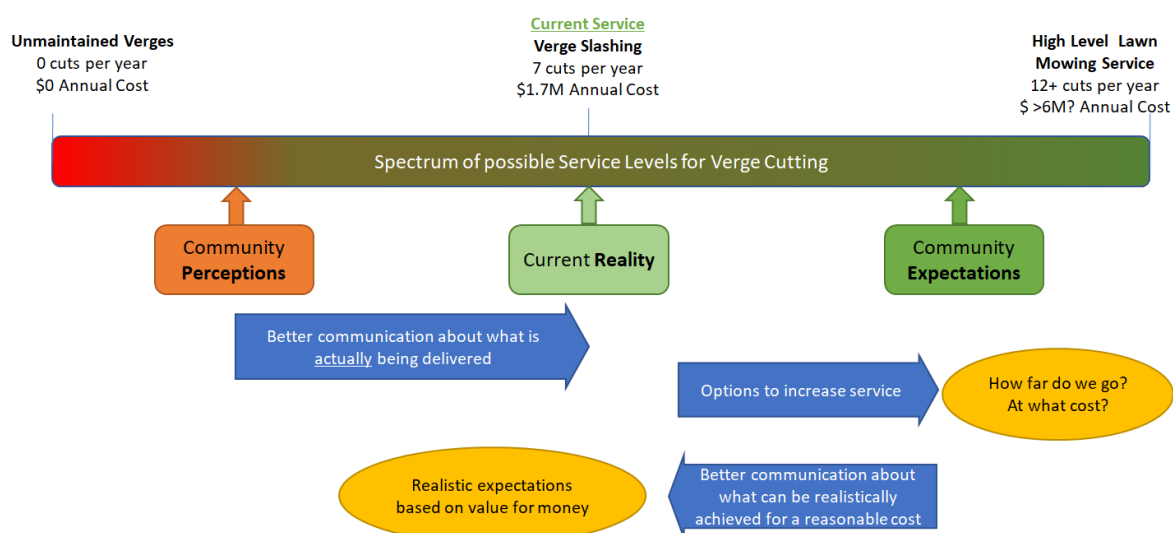 Unmaintained Verges
0 cuts per year
$0 Annual Cost
Current Service
Verge Slashing
7 cuts per year
$1.7M Annual Cost
High Level Lawn
Mowing Service
12+ cuts per year
$ >6M? Annual Cost
Spectrum of possible Service Levels for Verge Cutting
Community
Perceptions
Current Reality
Community
Expectations
Better communication about what is
actually being delivered
Options to increase service
How far do we go?
At what cost?
Realistic expectations
based on value for money
Better communication about
what can be realistically
achieved for a reasonable cost